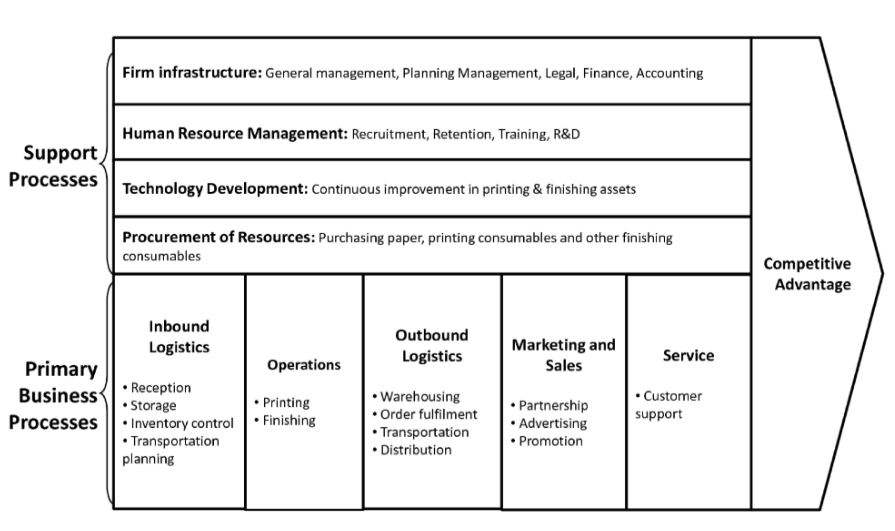 Support
Processes
Firm infrastructure: General management, Planning Management, Legal, Finance, Accounting
Human Resource Management: Recruitment, Retention, Training, R&D
Technology Development: Continuous improvement in printing & finishing assets
Procurement of Resources: Purchasing paper, printing consumables and other finishing
consumables
Primary
Business
Processes
Inbound
Logistics
• Reception
• Storage
• Inventory control
• Transportation
planning
Operations
• Printing
• Finishing
Outbound
Logistics
• Warehousing
• Order fulfilment
• Transportation
• Distribution
Marketing and
Sales
• Partnership
• Advertising
• Promotion
Service
• Customer
support
Competitive
Advantage